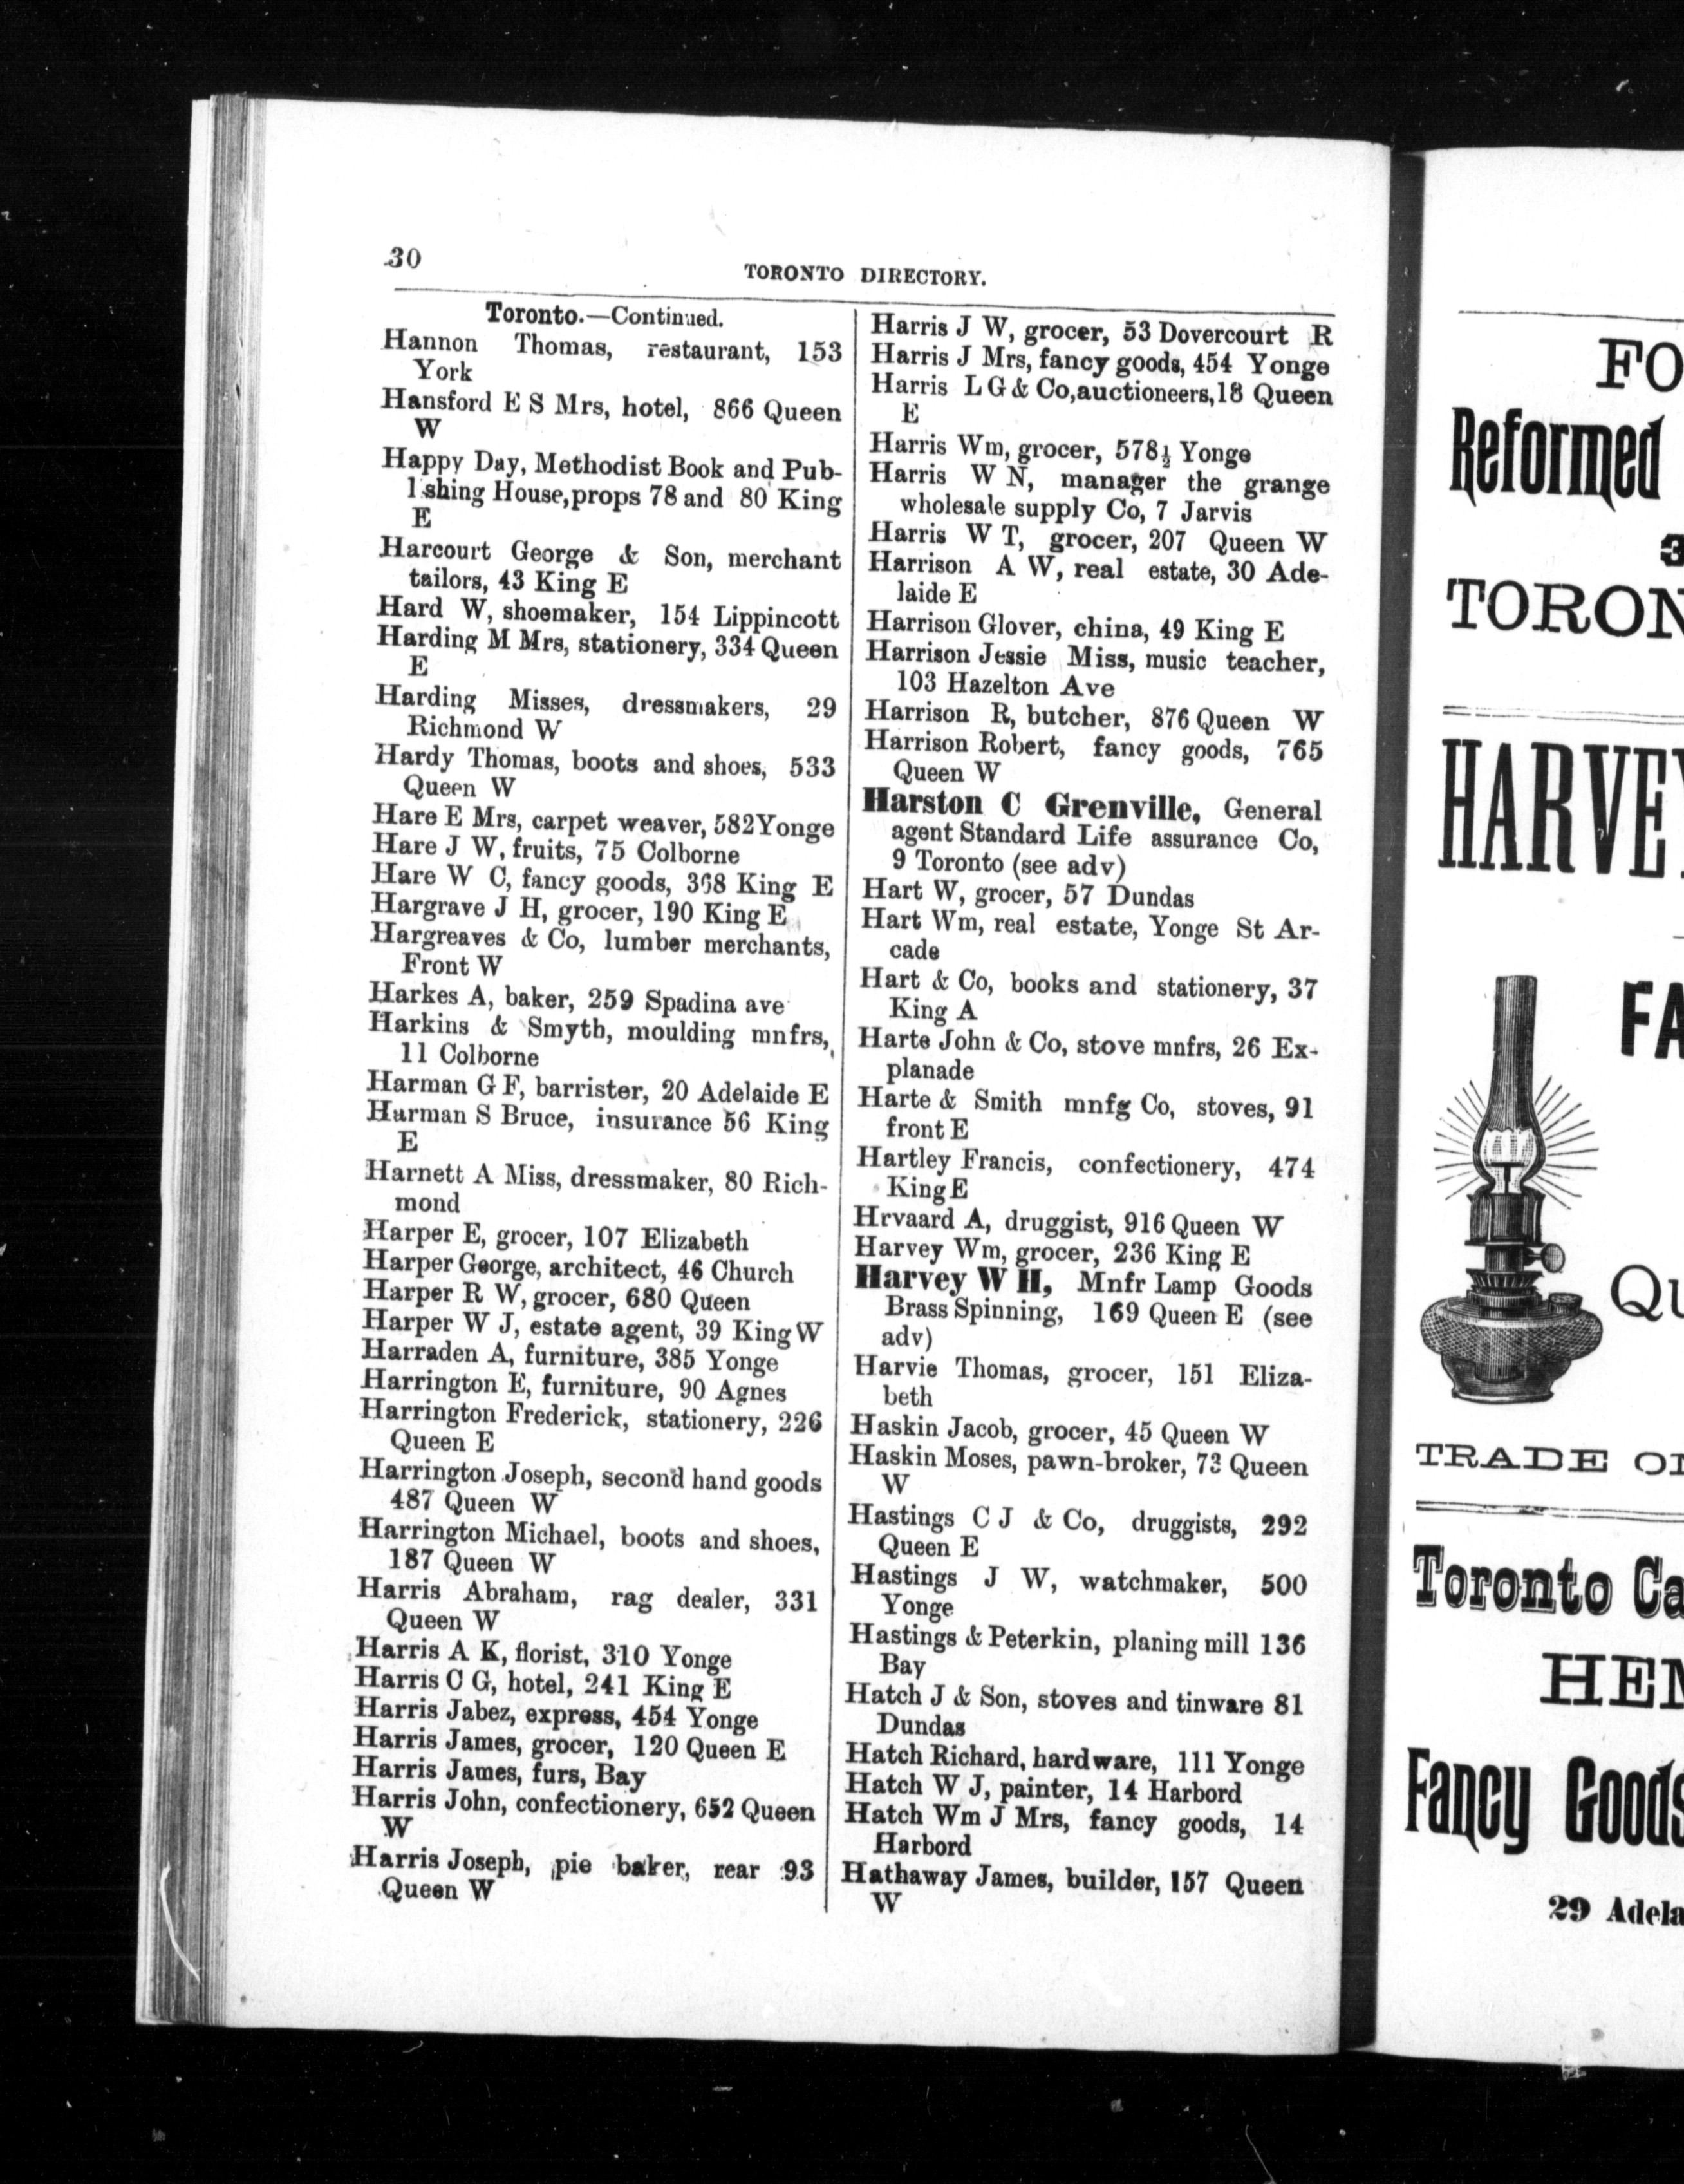 30
TORONTO DIRECTORY.
Toronto.—Continued.
Hannon Thomas, restaurant, 153
York
Hansford E S Mrs, hotel, 866 Queen
W
Happy Day, Methodist Book and Pub-
lishing House, props 78 and 80 King
E
Harcourt George & Son, merchant
tailors, 43 King E
Hard W, shoemaker, 154 Lippincott
Harding M Mrs, stationery, 334 Queen
E
Harding Misses, dressmakers, 29
Richmond W
Hardy Thomas, boots and shoes, 533
Queen W
Hare E Mrs, carpet weaver, 582 Yonge
Hare J W, fruits, 75 Colborne
Hare W C, fancy goods, 368 King E
Hargrave J H, grocer, 190 King E
Hargreaves & Co, lumber merchants,
Front W
Harkes A, baker, 259 Spadina ave
Harkins & Smyth, moulding mnfrs,
11 Colborne
Harman G F, barrister, 20 Adelaide E
Harman S Bruce, insurance 56 King
E
Harnett A Miss, dressmaker, 80 Rich-
mond
Harper E, grocer, 107 Elizabeth
Harper George, architect, 46 Church
Harper R W, grocer, 680 Queen
Harper W J, estate agent, 39 King W
Harraden A, furniture, 385 Yonge
Harrington E, furniture, 90 Agnes
Harrington Frederick, stationery, 226
Queen E
Harrington Joseph, second hand goods
487 Queen W
Harrington Michael, boots and shoes,
187 Queen W
Harris Abraham, rag dealer, 331
Queen W
Harris A K, florist, 310 Yonge
Harris C G, hotel, 241 King E
Harris Jabez, express, 454 Yonge
Harris James, grocer, 120 Queen E
Harris James, furs, Bay
Harris John, confectionery, 652 Queen
W
Harris Joseph, pie baker, rear 93
Queen W
Harris J W, grocer, 53 Dovercourt R
Harris J Mrs, fancy goods, 454 Yonge
Harris L G & Co, auctioneers, 18 Queen
E
Harris Wm, grocer, 578½ Yonge
Harris W N, manager the grange
wholesale supply Co, 7 Jarvis
Harris W T, grocer, 207 Queen W
Harrison A W, real estate, 30 Ade-
laide E
Harrison Glover, china, 49 King E
Harrison Jessie Miss, music teacher,
103 Hazelton Ave
Harrison R, butcher, 876 Queen W
Harrison Robert, fancy goods, 765
Queen W
Harston C Grenville, General
agent Standard Life assurance Co,
9 Toronto (see adv)
Hart W, grocer, 57 Dundas
Hart Wm, real estate, Yonge St Ar-
cade
Hart & Co, books and stationery, 37
King A
Harte John & Co, stove mnfrs, 26 Ex-
planade
Harte & Smith mnfg Co, stoves, 91
front E
Hartley Francis, confectionery, 474
King E
Hrvaard A, druggist, 916 Queen W
Harvey Wm, grocer, 236 King E
Harvey W H, Mnfr Lamp Goods
Brass Spinning, 169 Queen E (see
adv)
Harvie Thomas, grocer, 151 Eliza-
beth
Haskin Jacob, grocer, 45 Queen W
Haskin Moses, pawn-broker, 73 Queen
W
Hastings C J & Co, druggists, 292
Queen E
Hastings J W, watchmaker, 500
Yonge
Hastings & Peterkin, planing mill 136
Bay
Hatch J & Son, stoves and tinware 81
Dundas
Hatch Richard, hardware, 111 Yonge
Hatch W J, painter, 14 Harbord
Hatch Wm J Mrs, fancy goods, 14
Harbord
Hathaway James, builder, 157 Queen
W
FO
Reformed
3
TORON
HARVEY
FA
QU
TRADE
Toronto Ca
HEN
Fancy Goods
29 Adela